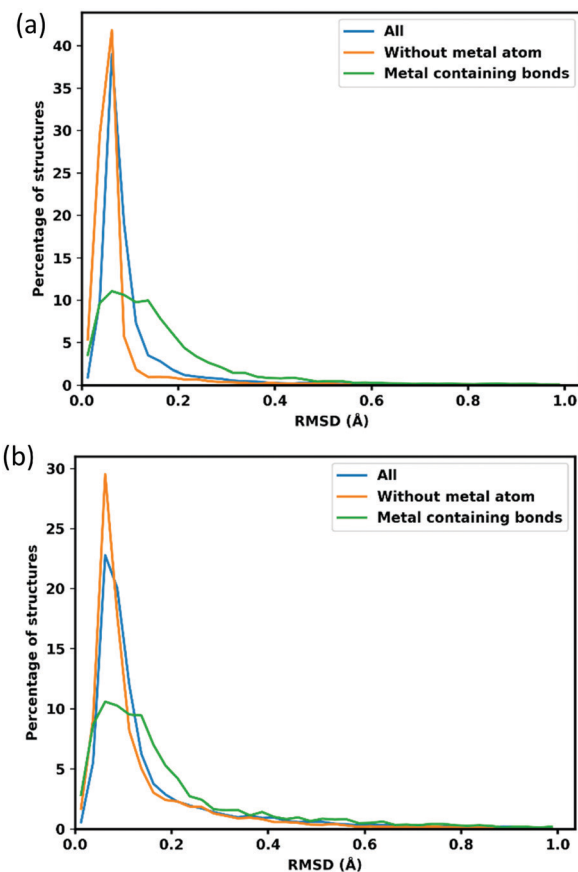 (a)
All
Without metal atom
Metal containing bonds
Percentage of structures
40
35
30
25
20
15
10
5
0
0.0 0.2 0.4 0.6 0.8 1.0
RMSD (Å)
(b)
All
Without metal atom
Metal containing bonds
Percentage of structures
30
25
20
15
10
5
0
0.0 0.2 0.4 0.6 0.8 1.0
RMSD (Å)